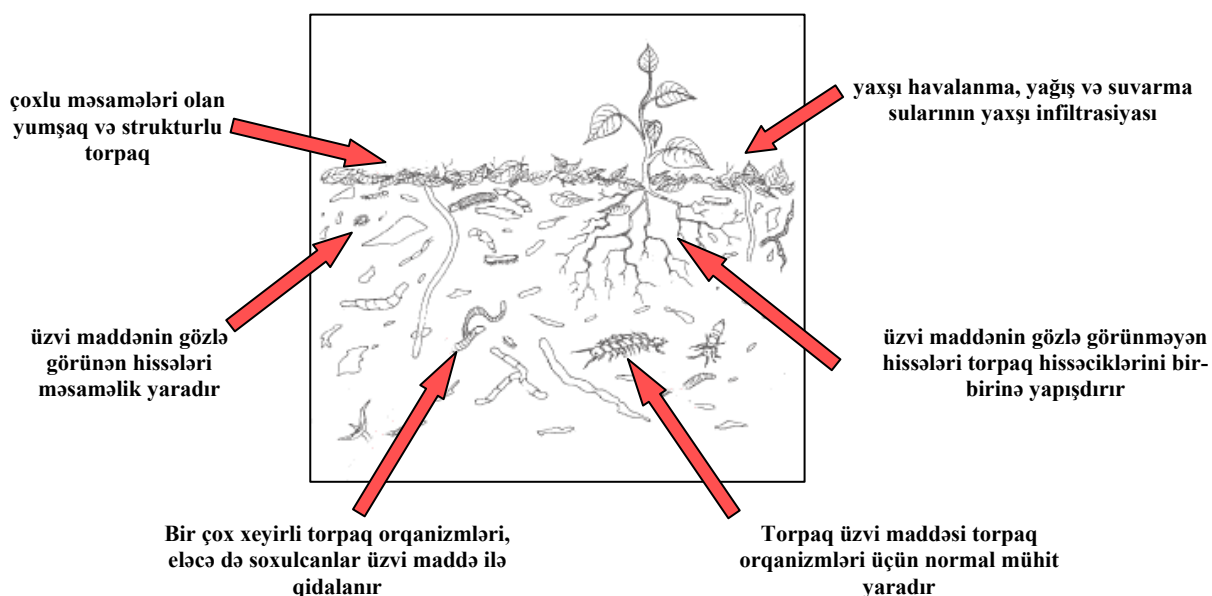 çoxlu məsamələri olan
yumşaq və strukturlu
torpaq
yaxşı havalanma, yağış və suvarma
sularının yaxşı infiltrasiyası
üzvi maddənin gözlə
görünən hissələri
məsaməlik yaradır
üzvi maddənin gözlə görünməyən
hissələri torpaq hissəciklərini bir-
birinə yapışdırır
Bir çox xeyirli torpaq orqanizmləri,
eləcə də soxulcanlar üzvi maddə ilə
qidalanır
Torpaq üzvi maddəsi torpaq
orqanizmləri üçün normal mühit
yaradır